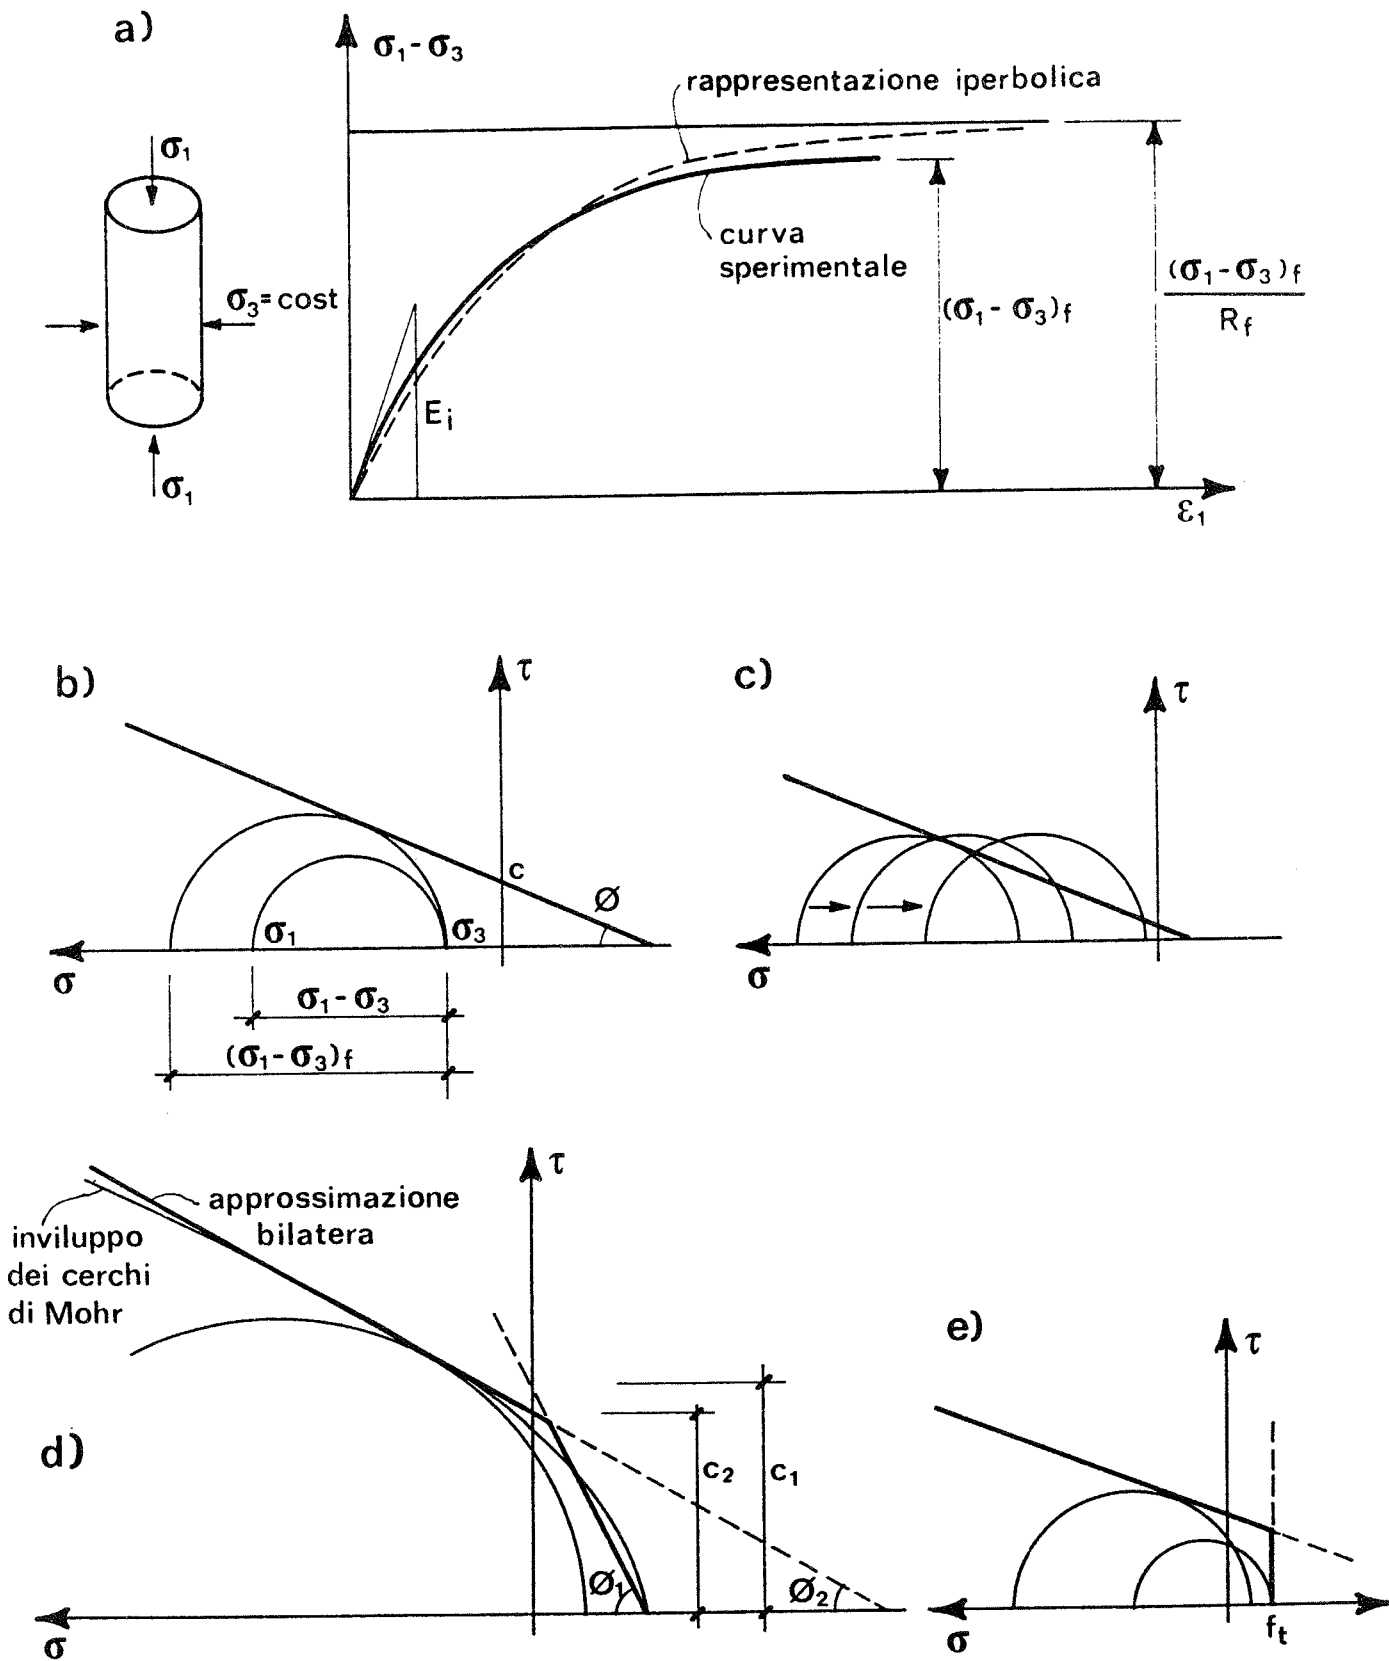 a)
σ₁-σ₃
rappresentazione iperbolica
σ₁
σ₃=cost
curva
sperimentale
(σ₁-σ₃)f
(σ₁-σ₃)f
Rf
Ei
σ₁
ε₁
b)
τ
c
Ø
σ₁
σ₃
σ
σ₁-σ₃
(σ₁-σ₃)f
c)
τ
σ
τ
approssimazione
bilatera
inviluppo
dei cerchi
di Mohr
d)
c₂
c₁
Ø₁
Ø₂
σ
e)
τ
σ
ft